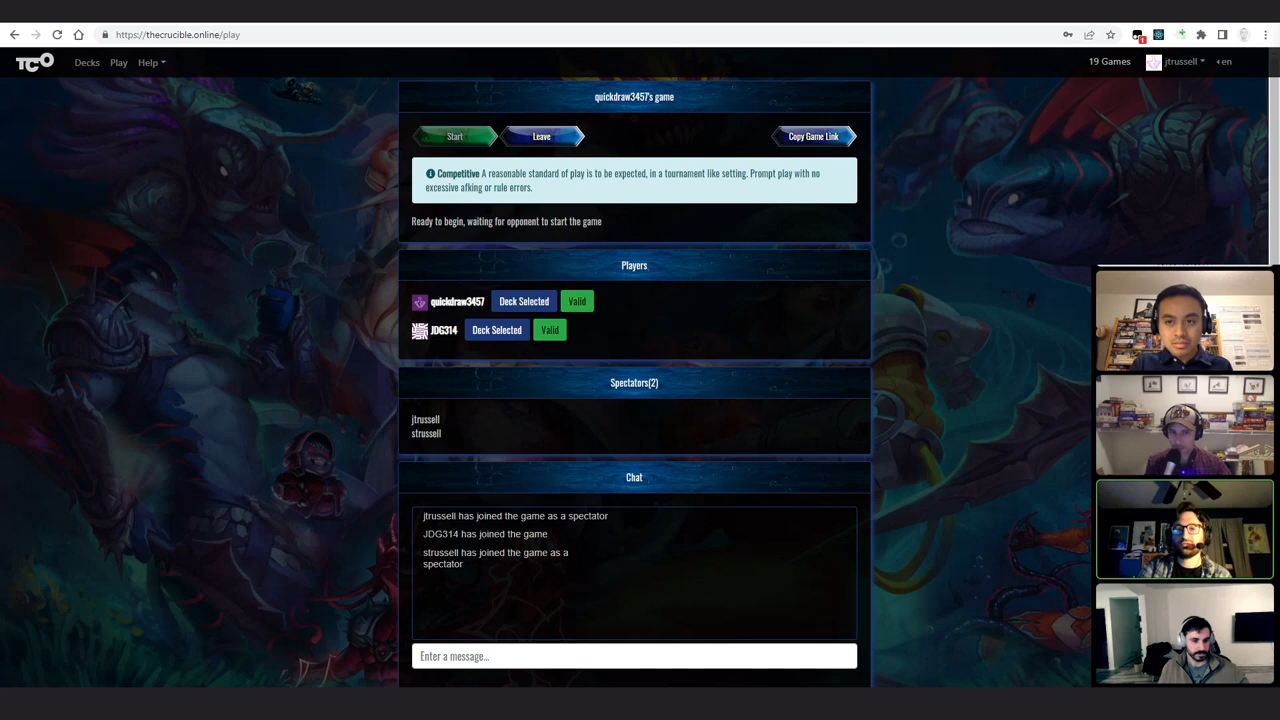 https://thecrucible.online/play
1
TCO
Decks
Play
Help
19 Games
jtrussell
en
quickdraw3457's game
Start
Leave
Copy Game Link
Competitive A reasonable standard of play is to be expected, in a tournament like setting. Prompt play with no
excessive afking or rule errors.
Ready to begin, waiting for opponent to start the game
Players
quickdraw3457 Deck Selected Valid
JDG314 Deck Selected Valid
Spectators(2)
jtrussell
strussell
Chat
jtrussell has joined the game as a spectator
JDG314 has joined the game
strussell has joined the game as a
spectator
Enter a message...